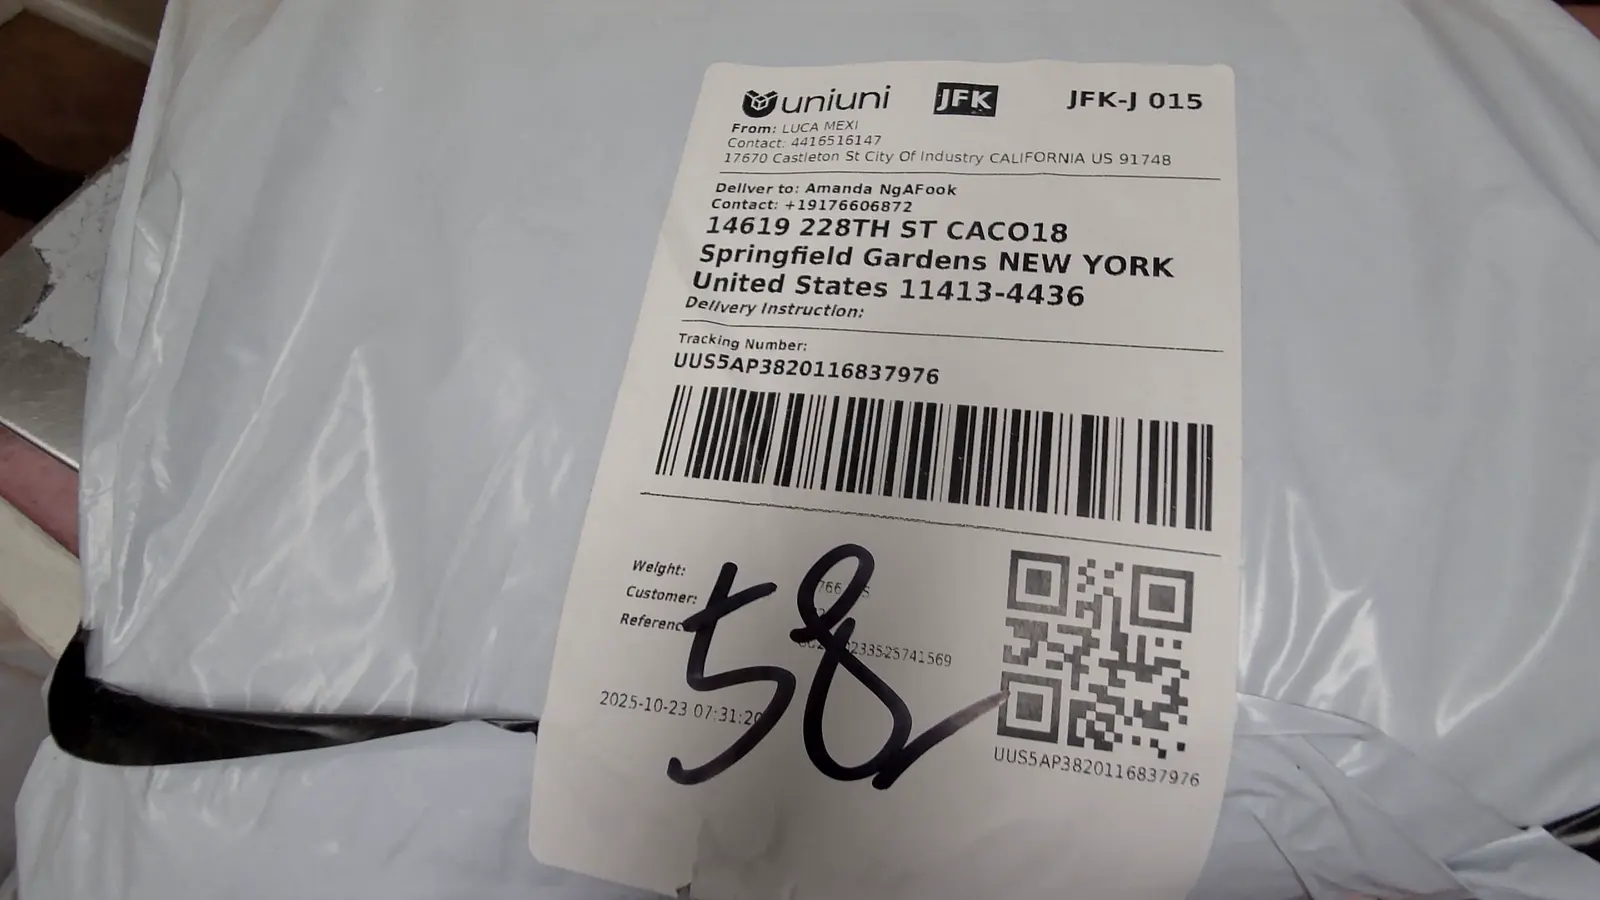 uniuni JFK JFK-J 015
From: LUCA MEXI
Contact: 4416516147
17670 Castleton St City Of Industry CALIFORNIA US 91748
Deliver to: Amanda NgAFook
Contact: +19176606872
14619 228TH ST CACO18
Springfield Gardens NEW YORK
United States 11413-4436
Delivery Instruction:
Tracking Number:
UUS5AP3820116837976
Weight:
Customer:
58
2025-10-23 07:31:20
UUS5AP3820116837976